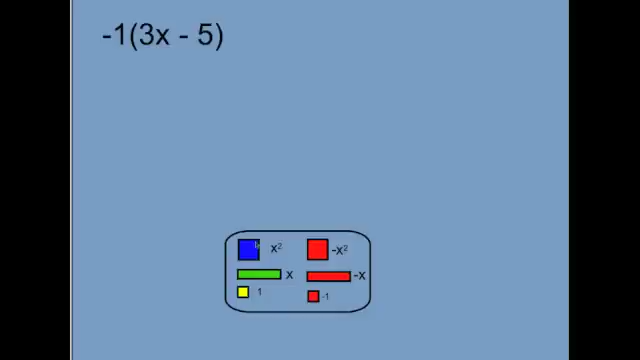 -1(3x - 5)
x² -x²
x -x
1 -1